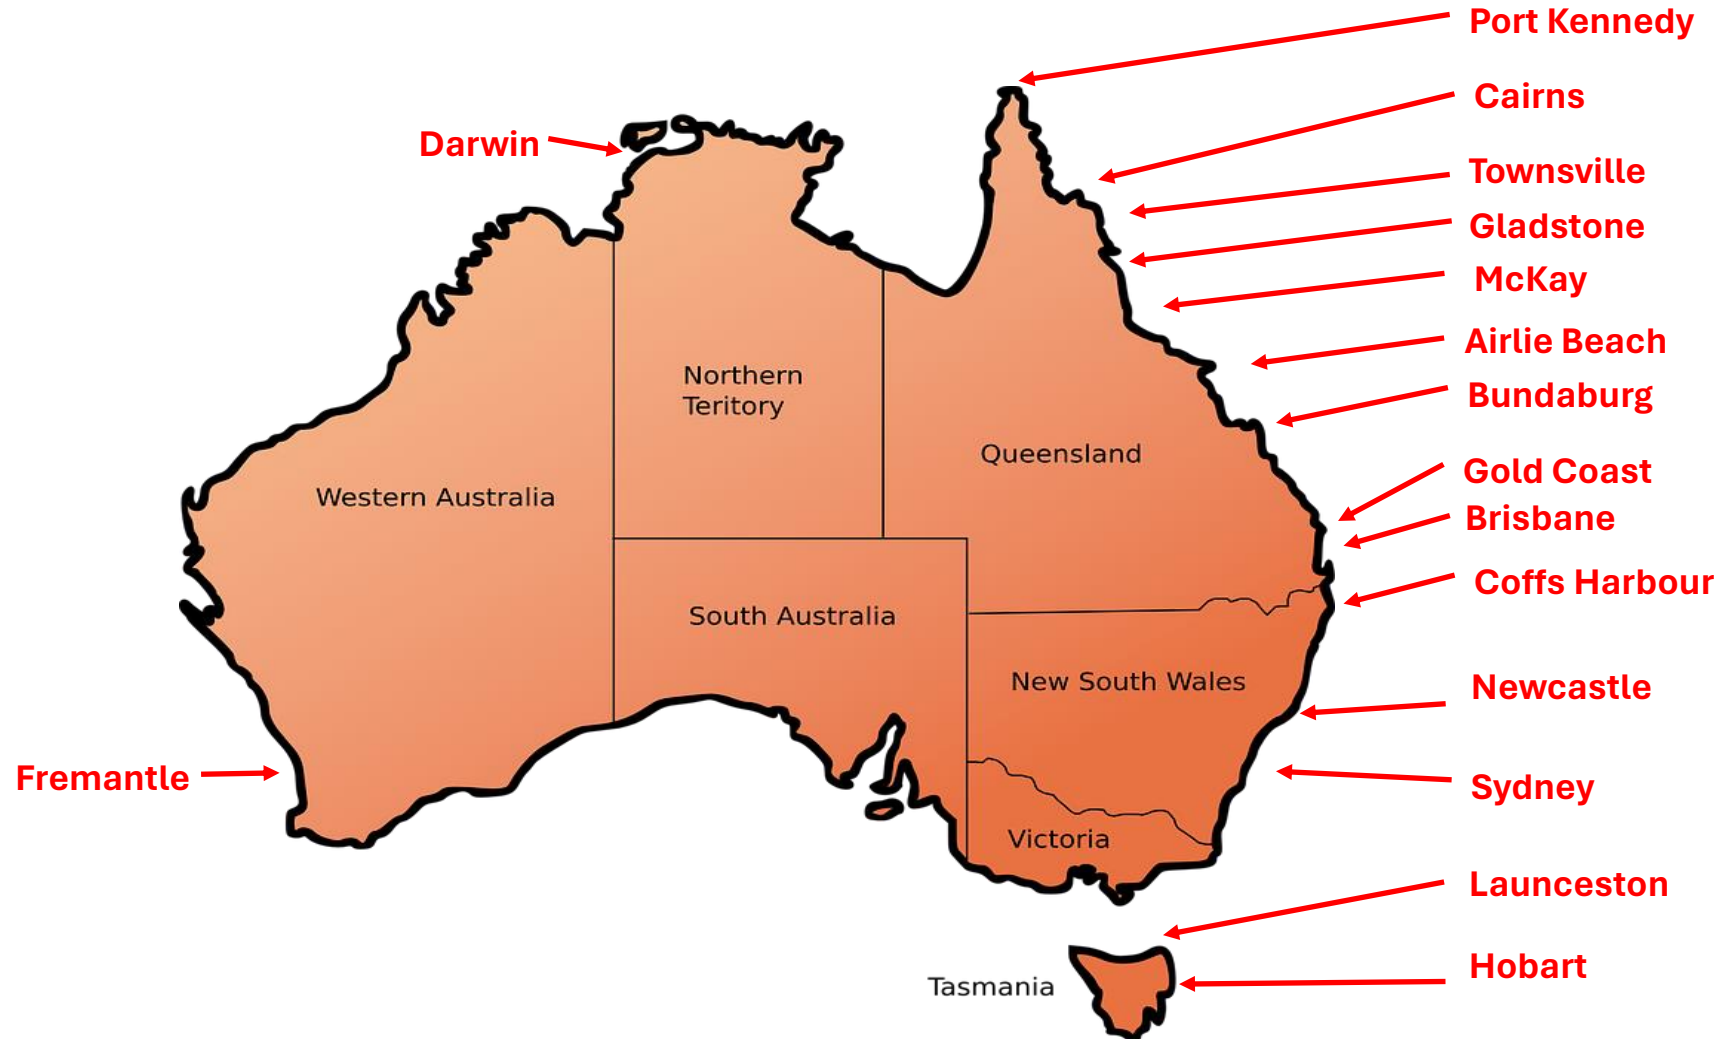 Port Kennedy
Cairns
Darwin
Townsville
Gladstone
McKay
Airlie Beach
Northern
Teritory
Bundaburg
Queensland
Gold Coast
Western Australia
Brisbane
Coffs Harbour
South Australia
New South Wales
Newcastle
Fremantle
Sydney
Victoria
Launceston
Hobart
Tasmania